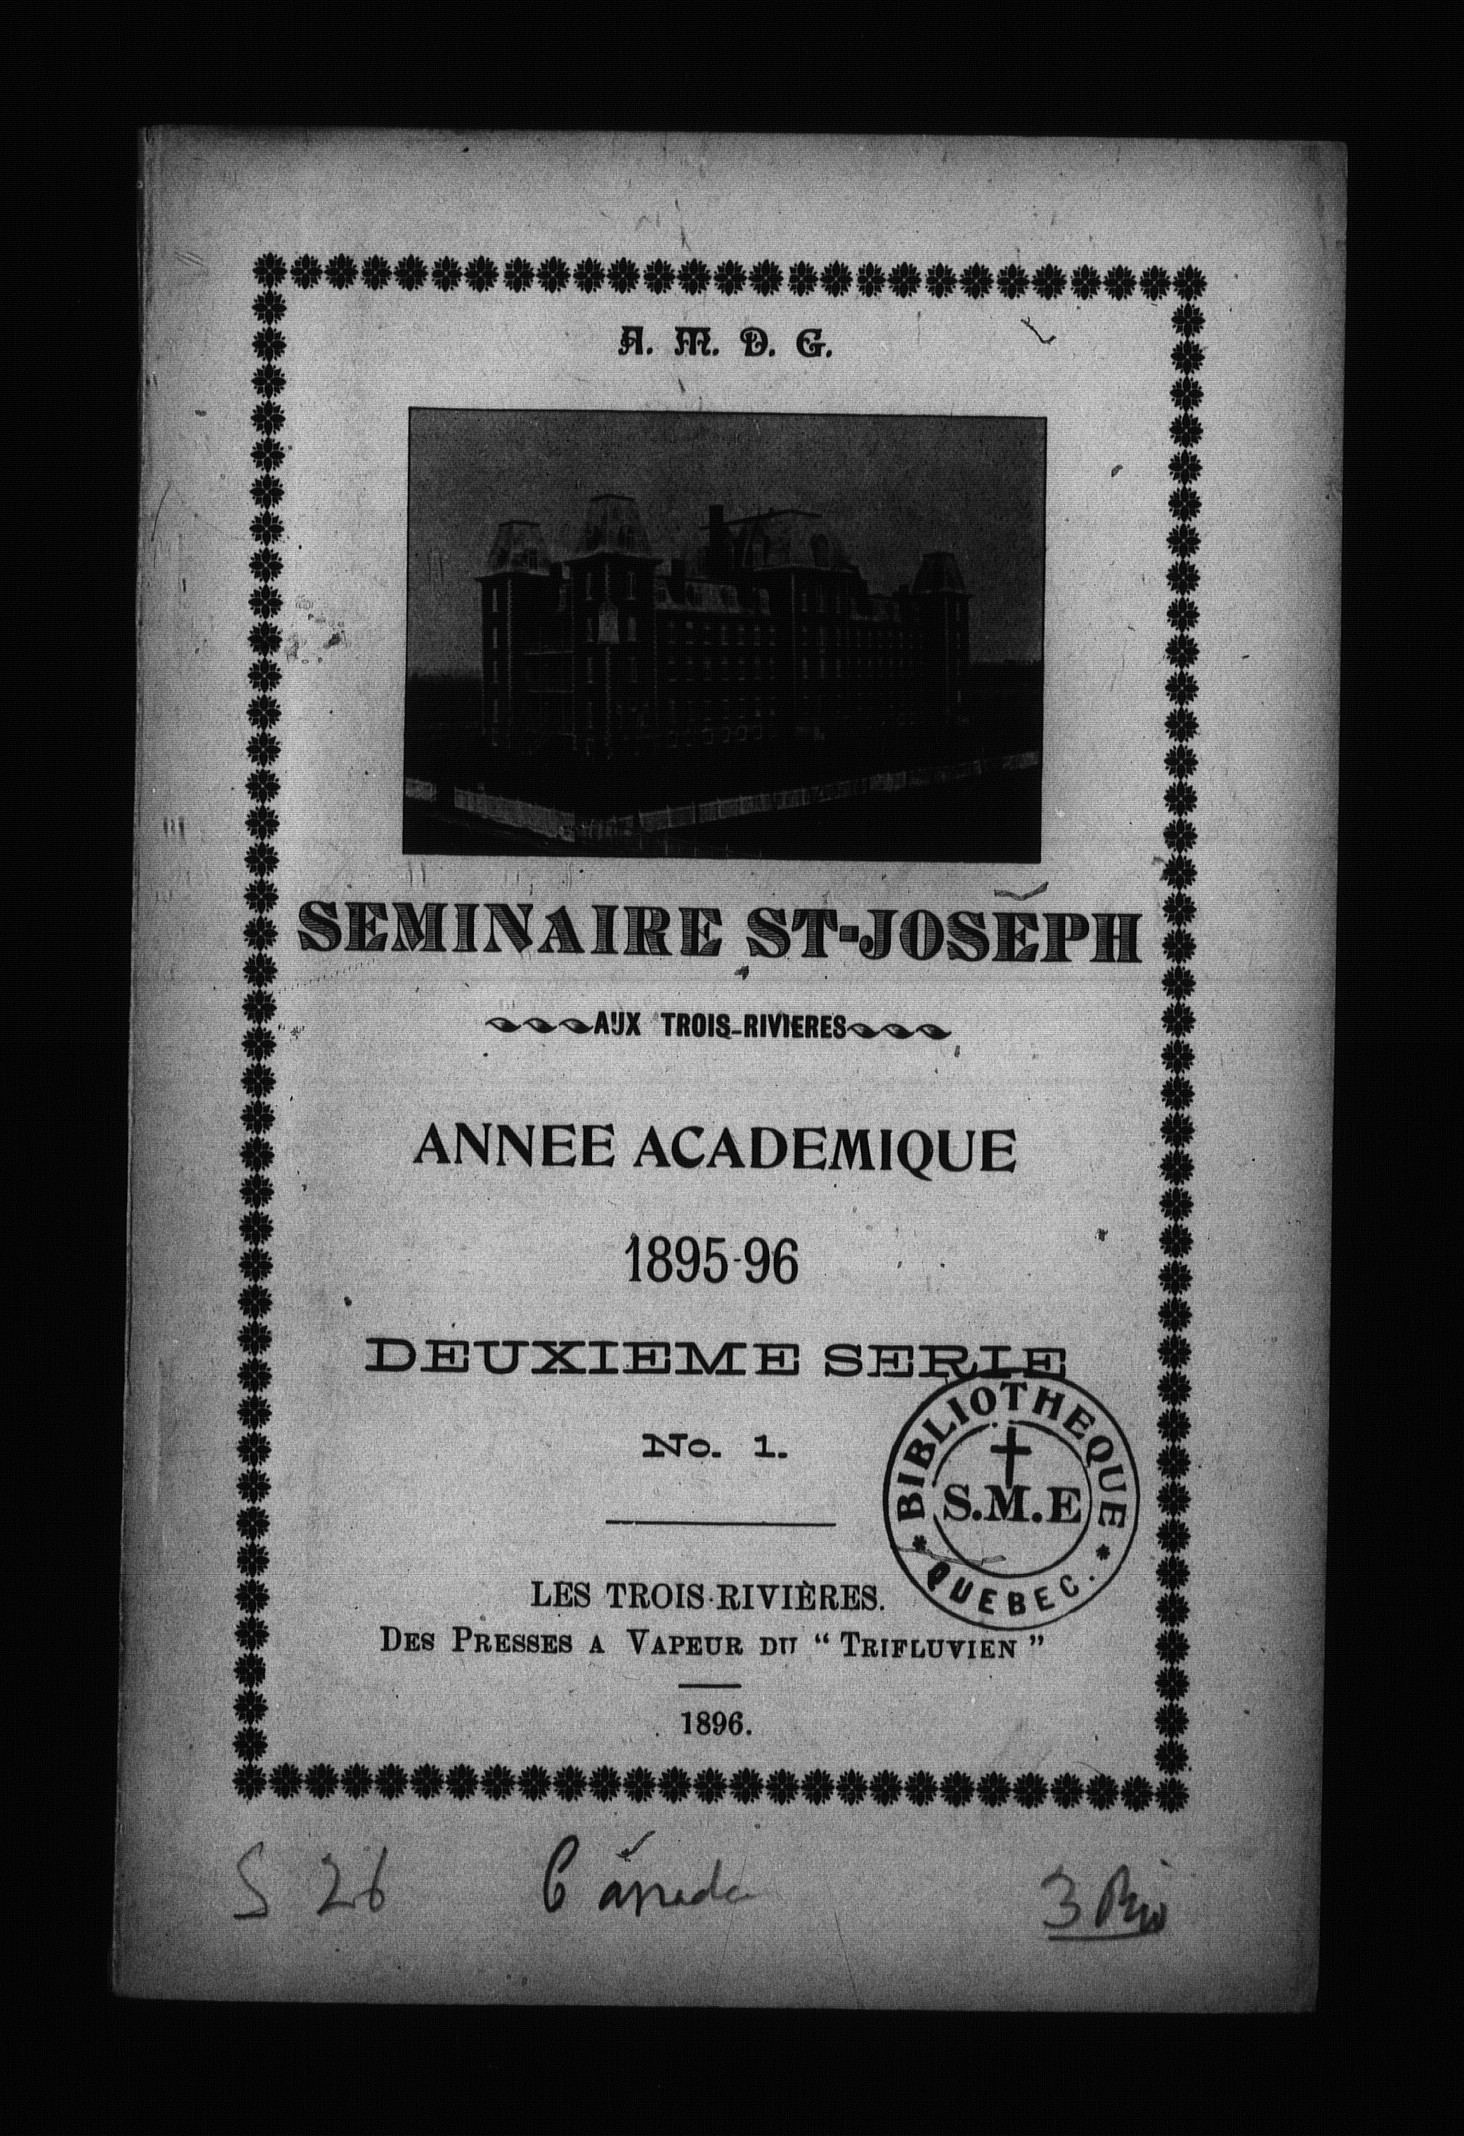 A. M. D. G.
SEMINAIRE ST-JOSEPH
AUX TROIS-RIVIERES
ANNEE ACADEMIQUE
1895-96
DEUXIEME SERIE
No. 1.
BIBLIOTHEQUE
S.M.E
QUEBEC.
LES TROIS-RIVIÈRES.
DES PRESSES A VAPEUR DU “ TRIFLUVIEN ”
1896.
S 26 Canada 3 Riv